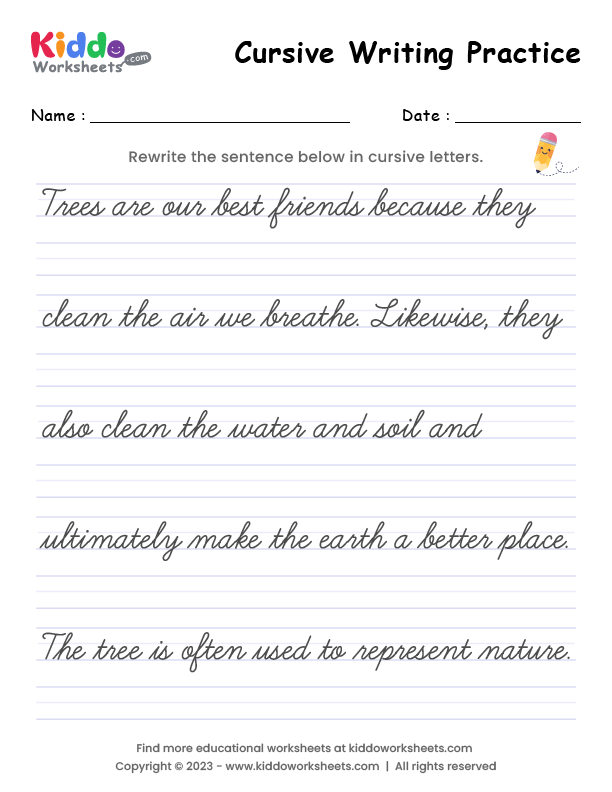 Kiddo
Worksheets .com
Cursive Writing Practice
Name : Date :
Rewrite the sentence below in cursive letters.
Trees are our best friends because they
clean the air we breathe. Likewise, they
also clean the water and soil and
ultimately make the earth a better place.
The tree is often used to represent nature.
Find more educational worksheets at kiddoworksheets.com
Copyright © 2023 - www.kiddoworksheets.com | All rights reserved